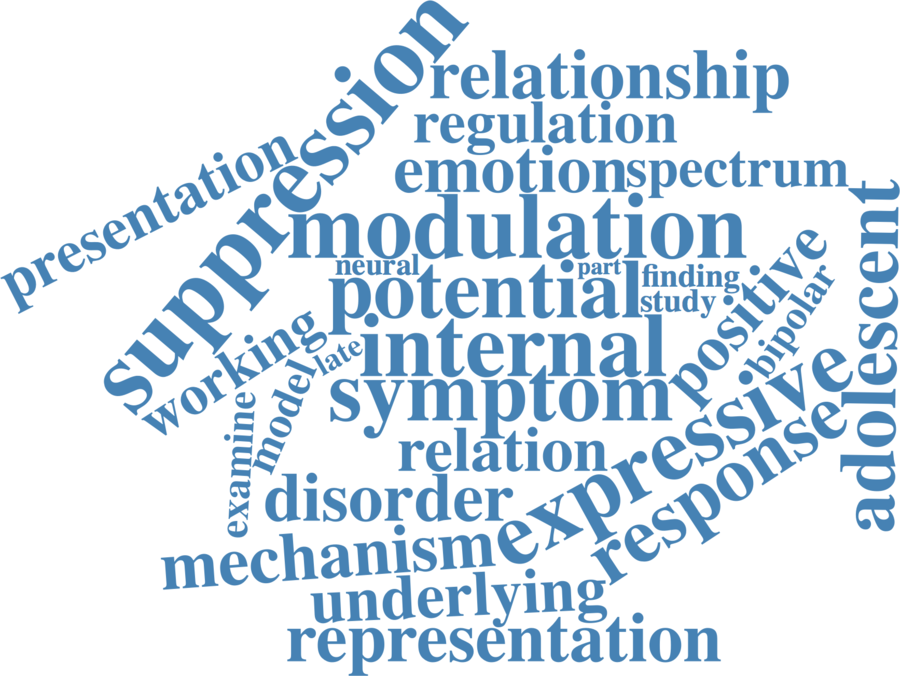 suppression
relationship
regulation
presentation
emotion
spectrum
modulation
adolescent
neural
potential
part
finding
study
positive
bipolar
working
late
internal
model
symptom
examine
expressive
relation
response
disorder
mechanism
underlying
representation